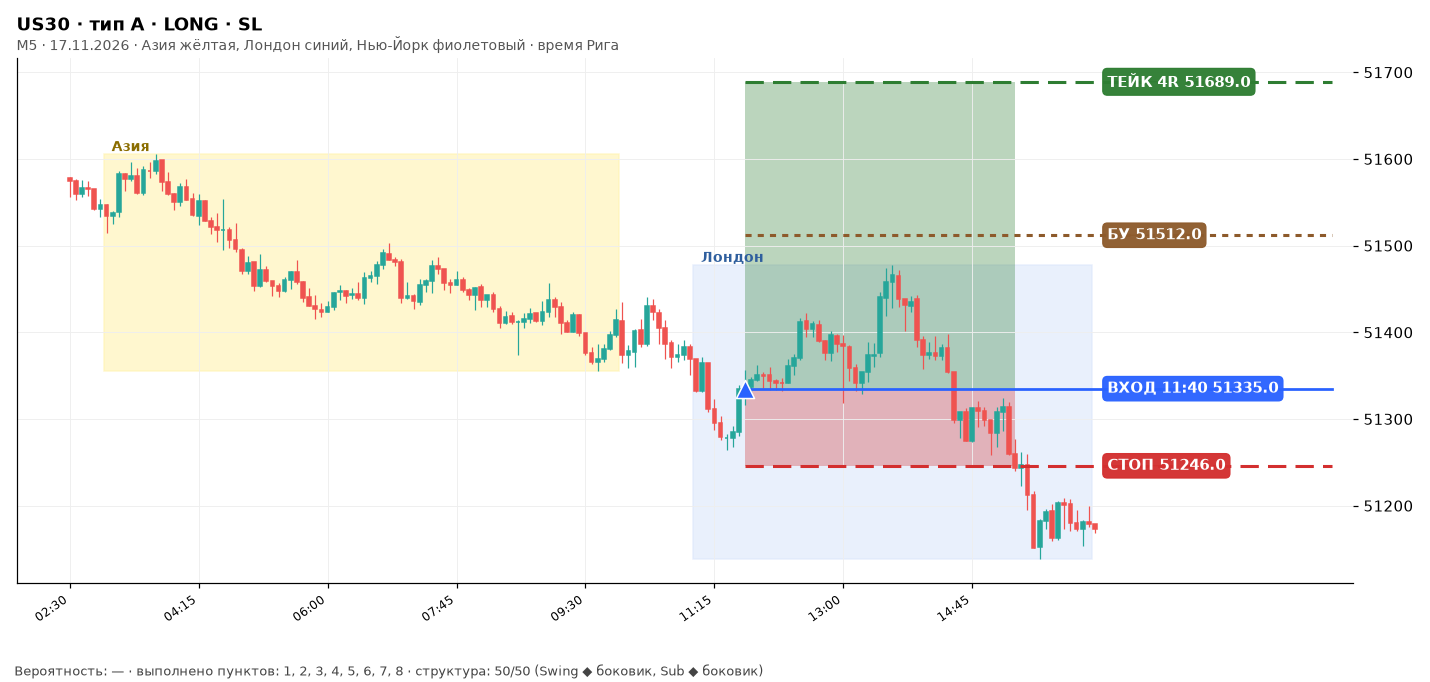 US30 · тип A · LONG · SL
M5 · 17.11.2026 · Азия жёлтая, Лондон синий, Нью-Йорк фиолетовый · время Рига
51700
ТЕЙК 4R 51689.0
Азия
51600
51500
БУ 51512.0
Лондон
51400
ВХОД 11:40 51335.0
51300
СТОП 51246.0
51200
02:30 04:15 06:00 07:45 09:30 11:15 13:00 14:45
Вероятность: — · выполнено пунктов: 1, 2, 3, 4, 5, 6, 7, 8 · структура: 50/50 (Swing ◆ боковик, Sub ◆ боковик)